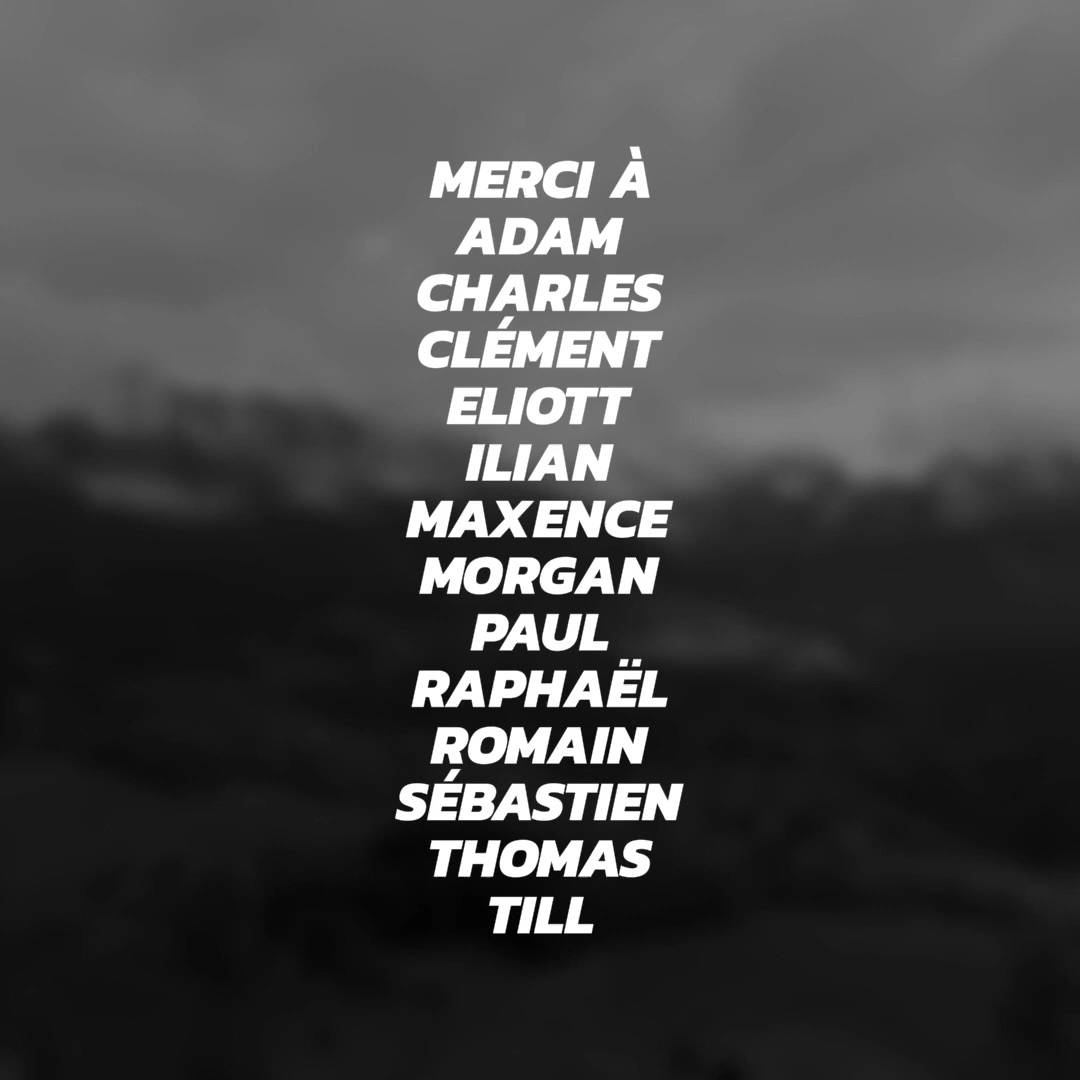 MERCI À
ADAM
CHARLES
CLÉMENT
ELIOTT
ILIAN
MAXENCE
MORGAN
PAUL
RAPHAËL
ROMAIN
SÉBASTIEN
THOMAS
TILL